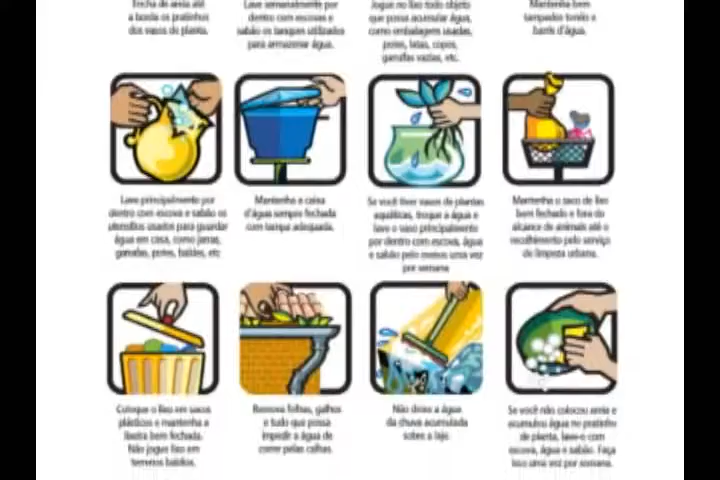 Encha de areia até
a borda os pratinhos
dos vasos de planta.
Lave semanalmente por
dentro com escovas e
sabão os tanques utilizados
para armazenar água.
Jogue no lixo todo objeto
que possa acumular água,
como embalagens usadas,
potes, latas, copos,
garrafas vazias, etc.
Mantenha bem
tampados tonéis e
barris d'água.
Lave principalmente por
dentro com escova e sabão os
utensílios usados para guardar
água em casa, como jarras,
garrafas, potes, baldes, etc
Mantenha a caixa
d'água sempre fechada
com tampa adequada.
Se você tiver vasos de plantas
aquáticas, troque a água e
lave o vaso principalmente
por dentro com escova, água
e sabão pelo menos uma vez
por semana
Mantenha o saco de lixo
bem fechado e fora do
alcance de animais até o
recolhimento pelo serviço
de limpeza urbana.
Coloque o lixo em sacos
plásticos e mantenha a
lixeira bem fechada.
Não jogue lixo em
terrenos baldios.
Remova folhas, galhos
e tudo que possa
impedir a água de
correr pelas calhas.
Não deixe a água
da chuva acumulada
sobre a laje.
Se você não colocou areia e
acumulou água no pratinho
de planta, lave-o com
escova, água e sabão. Faça
isso uma vez por semana.